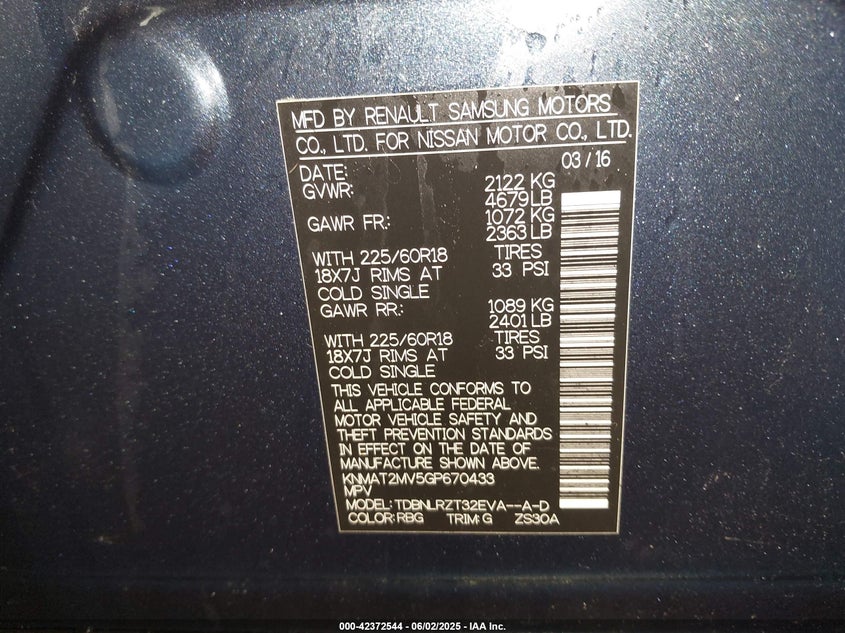 MFD BY RENAULT SAMSUNG MOTORS
CO., LTD. FOR NISSAN MOTOR CO., LTD.
DATE: 03/16
GVWR: 2122 KG
4679LB
GAWR FR: 1072 KG
2363 LB
WITH 225/60R18 TIRES
18X7J RIMS AT 33 PSI
COLD SINGLE
GAWR RR: 1089 KG
2401 LB
WITH 225/60R18 TIRES
18X7J RIMS AT 33 PSI
COLD SINGLE
THIS VEHICLE CONFORMS TO
ALL APPLICABLE FEDERAL
MOTOR VEHICLE SAFETY AND
THEFT PREVENTION STANDARDS
IN EFFECT ON THE DATE OF
MANUFACTURE SHOWN ABOVE.
KNMAT2MV5GP670433
MPV
MODEL: TDBNLRZT32EVA--A-D
COLOR: RBG TRIM: G ZS30A
000-42372544 - 06/02/2025 - IAA Inc.